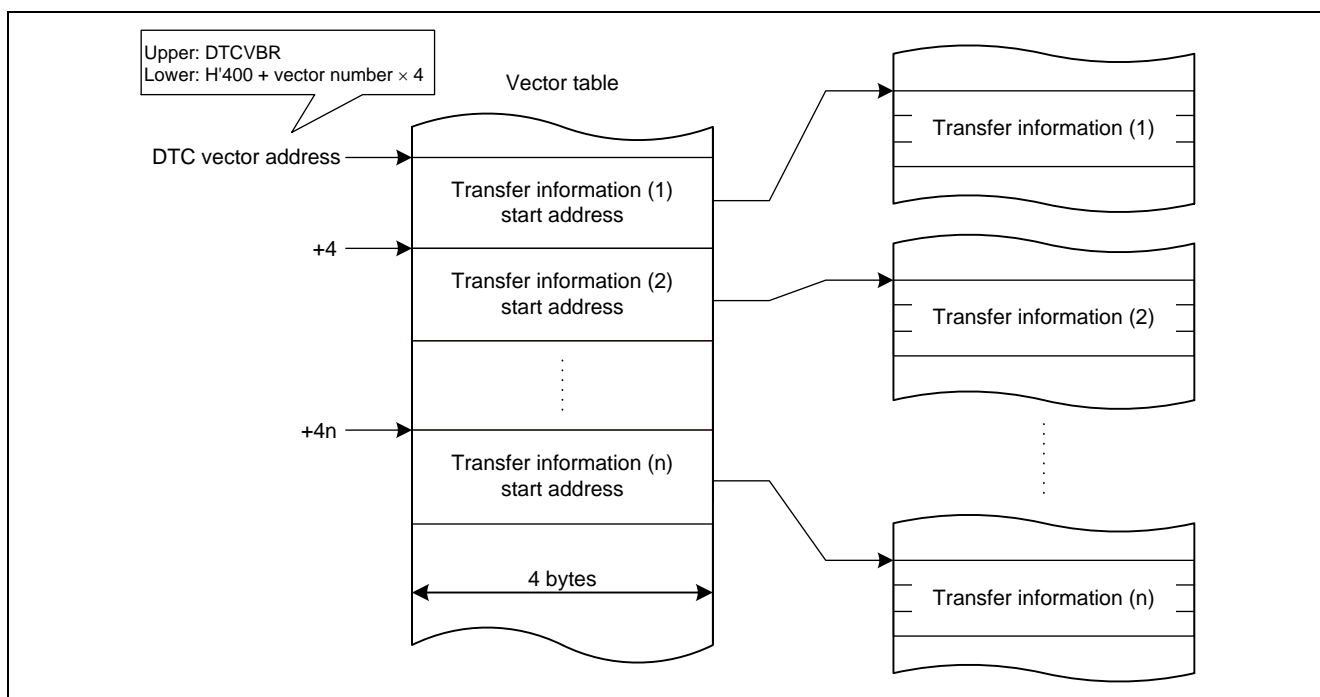 Upper: DTCVBR
Lower: H'400 + vector number × 4
Vector table
DTC vector address
Transfer information (1)
start address
Transfer information (1)
+4
Transfer information (2)
start address
Transfer information (2)
+4n
Transfer information (n)
start address
4 bytes
Transfer information (n)